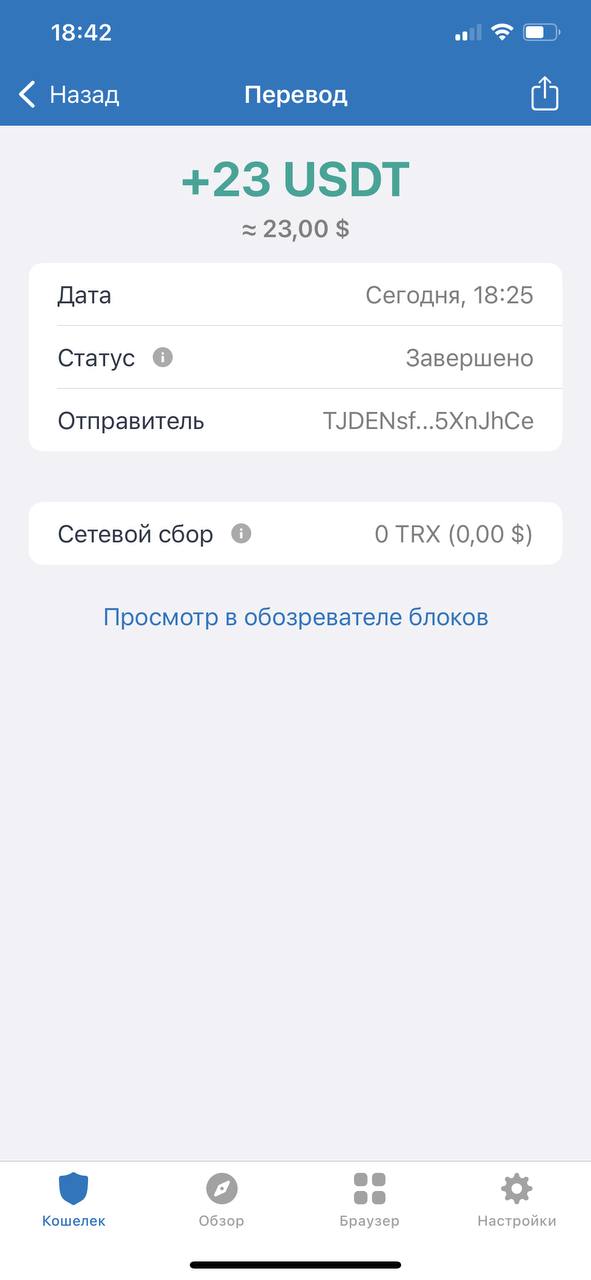 18:42
Назад
Перевод
+23 USDT
≈ 23,00 $
Дата Сегодня, 18:25
Статус Завершено
Отправитель TJDENsf...5XnJhCe
Сетевой сбор 0 TRX (0,00 $)
Просмотр в обозревателе блоков
Кошелек Обзор Браузер Настройки